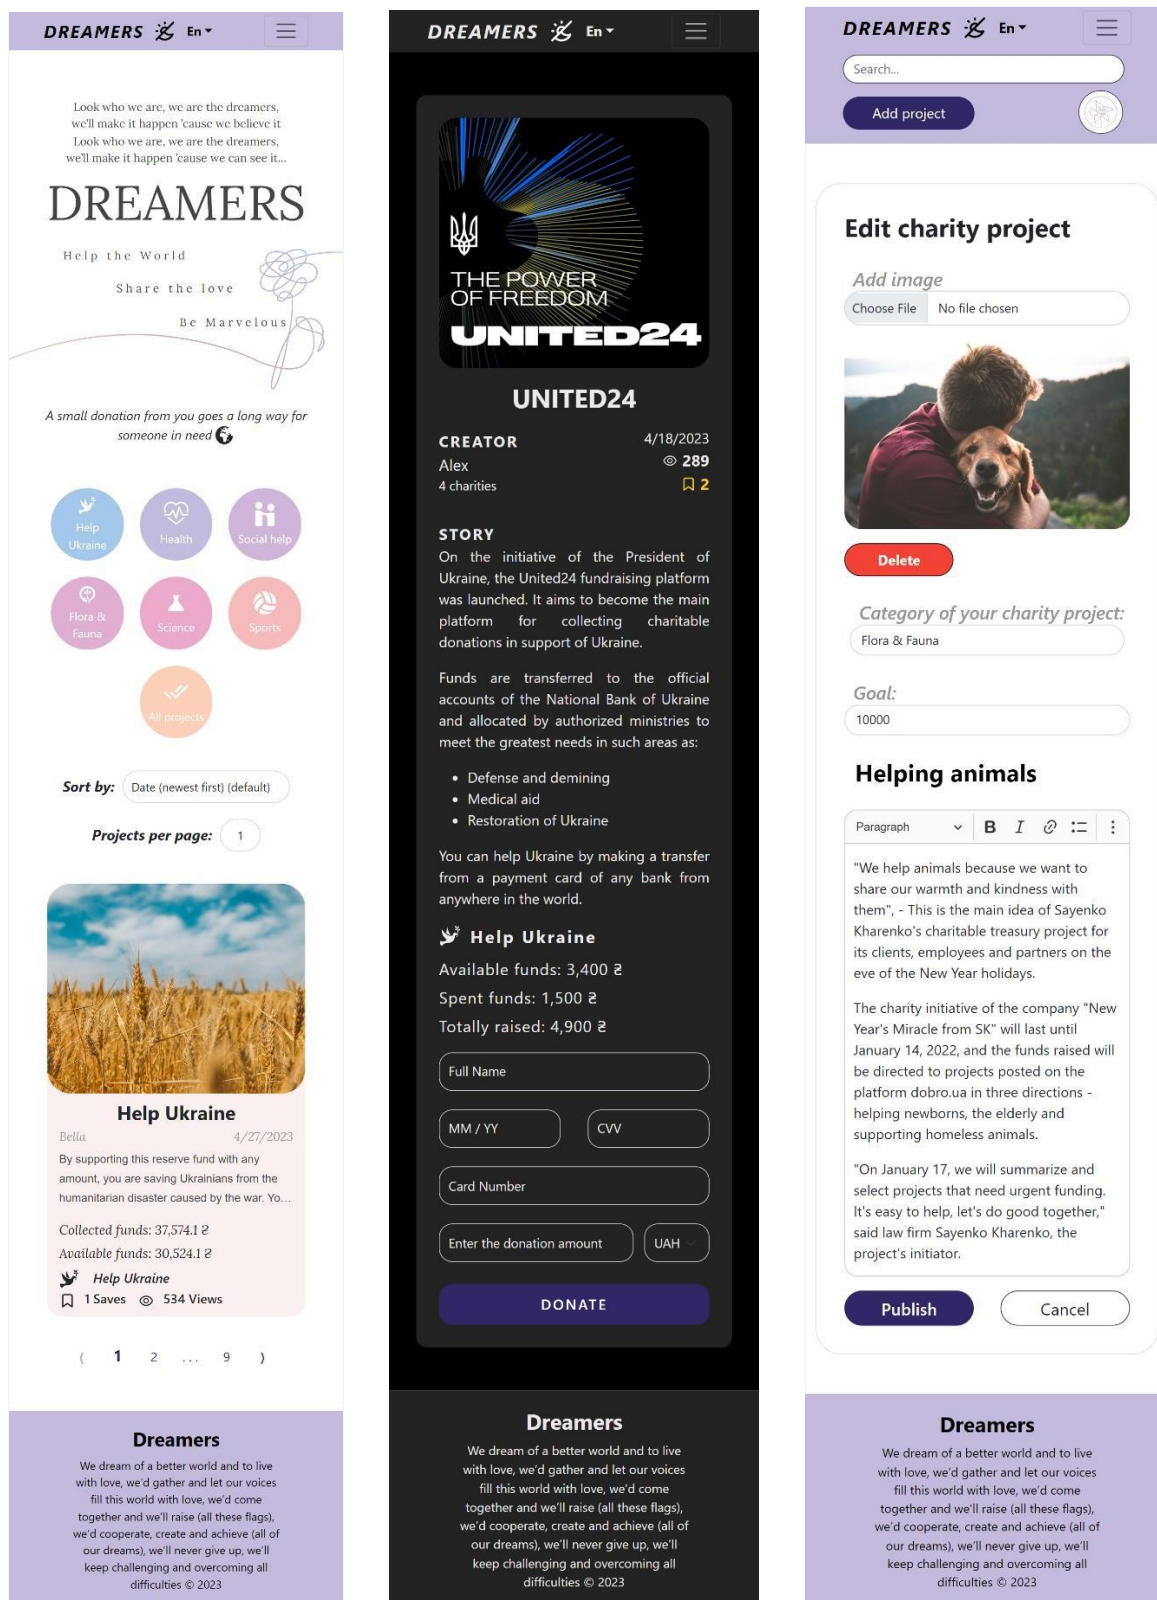 DREAMERS En
Look who we are, we are the dreamers,
we'll make it happen 'cause we believe it
Look who we are, we are the dreamers,
we'll make it happen 'cause we can see it...
DREAMERS
Help the World
Share the love
Be Marvelous
A small donation from you goes a long way for
someone in need
Help
Ukraine
Health
Social help
Flora &
Fauna
Science
Sports
All projects
Sort by: Date (newest first) (default)
Projects per page: 1
Help Ukraine
Bella 4/27/2023
By supporting this reserve fund with any
amount, you are saving Ukrainians from the
humanitarian disaster caused by the war. Yo...
Collected funds: 37,574.1 ₴
Available funds: 30,524.1 ₴
Help Ukraine
1 Saves 534 Views
⟨ 1 2 ... 9 ⟩
Dreamers
We dream of a better world and to live
with love, we'd gather and let our voices
fill this world with love, we'd come
together and we'll raise (all these flags),
we'd cooperate, create and achieve (all of
our dreams), we'll never give up, we'll
keep challenging and overcoming all
difficulties © 2023
DREAMERS En
THE POWER
OF FREEDOM
UNITED24
UNITED24
CREATOR 4/18/2023
Alex 289
4 charities 2
STORY
On the initiative of the President of
Ukraine, the United24 fundraising platform
was launched. It aims to become the main
platform for collecting charitable
donations in support of Ukraine.
Funds are transferred to the official
accounts of the National Bank of Ukraine
and allocated by authorized ministries to
meet the greatest needs in such areas as:
• Defense and demining
• Medical aid
• Restoration of Ukraine
You can help Ukraine by making a transfer
from a payment card of any bank from
anywhere in the world.
Help Ukraine
Available funds: 3,400 ₴
Spent funds: 1,500 ₴
Totally raised: 4,900 ₴
Full Name
MM / YY CVV
Card Number
Enter the donation amount UAH
DONATE
Dreamers
We dream of a better world and to live
with love, we'd gather and let our voices
fill this world with love, we'd come
together and we'll raise (all these flags),
we'd cooperate, create and achieve (all of
our dreams), we'll never give up, we'll
keep challenging and overcoming all
difficulties © 2023
DREAMERS En
Search...
Add project
Edit charity project
Add image
Choose File No file chosen
Delete
Category of your charity project:
Flora & Fauna
Goal:
10000
Helping animals
Paragraph B I
"We help animals because we want to
share our warmth and kindness with
them", - This is the main idea of Sayenko
Kharenko's charitable treasury project for
its clients, employees and partners on the
eve of the New Year holidays.
The charity initiative of the company "New
Year's Miracle from SK" will last until
January 14, 2022, and the funds raised will
be directed to projects posted on the
platform dobro.ua in three directions -
helping newborns, the elderly and
supporting homeless animals.
"On January 17, we will summarize and
select projects that need urgent funding.
It's easy to help, let's do good together,"
said law firm Sayenko Kharenko, the
project's initiator.
Publish Cancel
Dreamers
We dream of a better world and to live
with love, we'd gather and let our voices
fill this world with love, we'd come
together and we'll raise (all these flags),
we'd cooperate, create and achieve (all of
our dreams), we'll never give up, we'll
keep challenging and overcoming all
difficulties © 2023